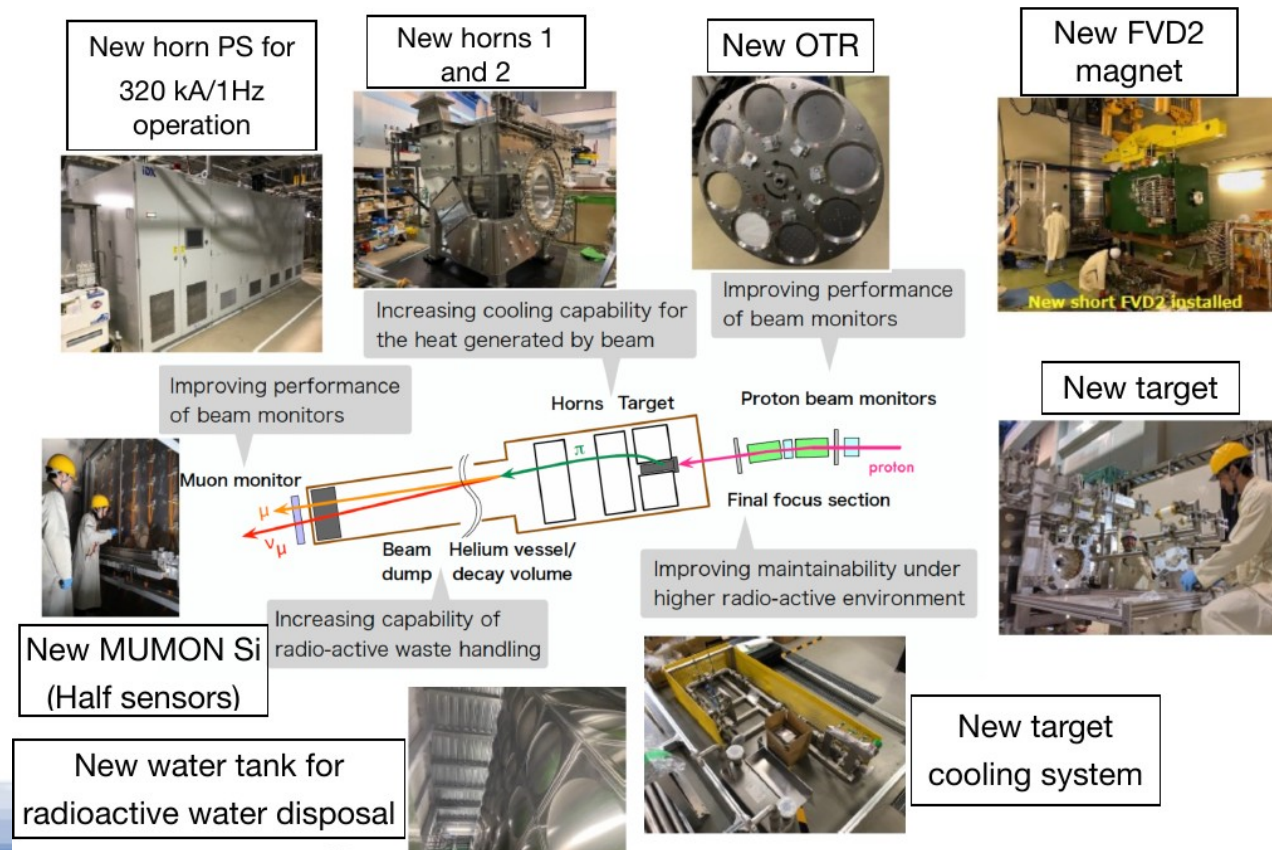 New horn PS for
320 kA/1Hz
operation
New horns 1
and 2
New OTR
New FVD2
magnet
New short FVD2 installed
Increasing cooling capability for
the heat generated by beam
Improving performance
of beam monitors
Improving performance
of beam monitors
New target
Horns Target
Proton beam monitors
π
proton
Muon monitor
μ
νμ
Final focus section
Beam
dump
Helium vessel/
decay volume
Improving maintainability under
higher radio-active environment
Increasing capability of
radio-active waste handling
New MUMON Si
(Half sensors)
New water tank for
radioactive water disposal
New target
cooling system